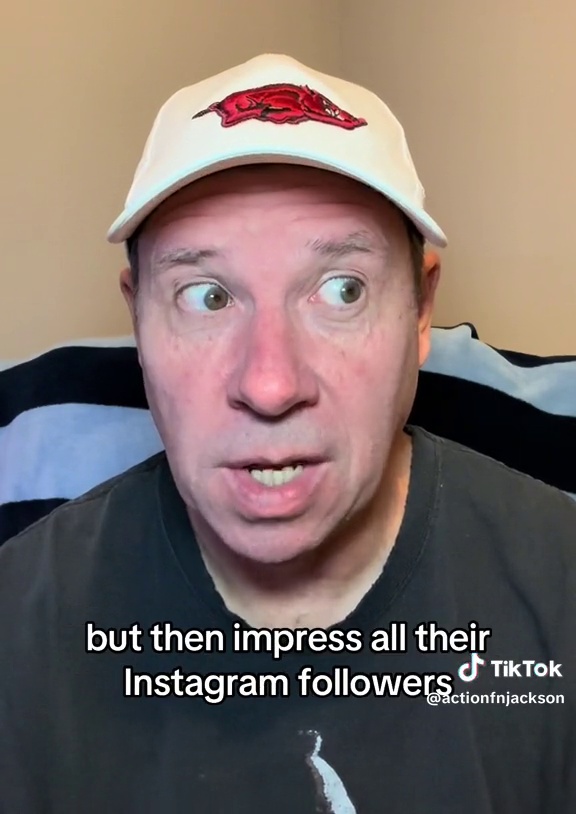 but then impress all their
Instagram followers
TikTok
@actionfnjackson